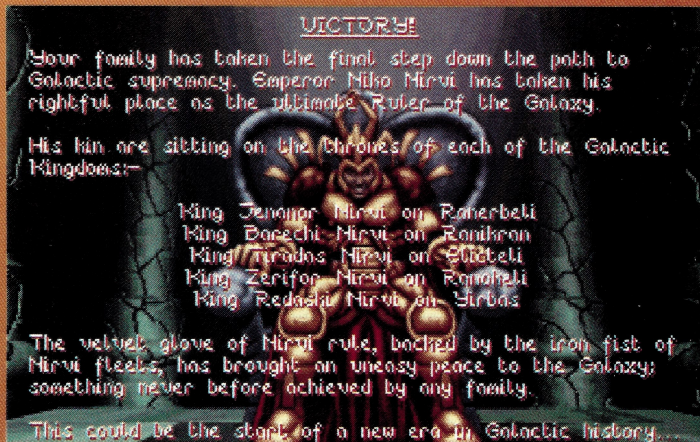 VICTORY!
Your family has taken the final step down the path to
Galactic supremacy. Emperor Niko Nirvi has taken his
rightful place as the ultimate Ruler of the Galaxy.
His kin are sitting on the thrones of each of the Galactic
Kingdoms:-
King Jenamor Nirvi on Ranerbeli
King Barechi Nirvi on Ranikran
King Nirvi on
King Zerifor Nirvi on Ramakeli
King Redashi Nirvi on Yirbas
The velvet glove of Nirvi rule, backed by the iron fist of
Nirvi fleets, has brought an uneasy peace to the Galaxy;
something never before achieved by any family.
This could be the start of a new era in Galactic history.